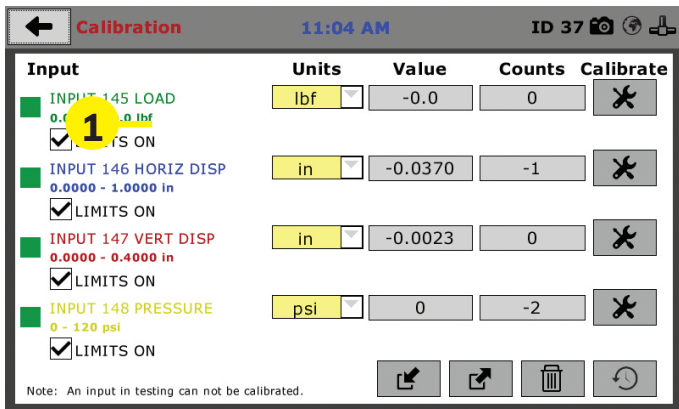 Calibration 11:04 AM ID 37
Input Units Value Counts Calibrate
INPUT 145 LOAD lbf -0.0 0
lbf
1
ON
INPUT 146 HORIZ DISP in -0.0370 -1
0.0000 - 1.0000 in
LIMITS ON
INPUT 147 VERT DISP in -0.0023 0
0.0000 - 0.4000 in
LIMITS ON
INPUT 148 PRESSURE psi 0 -2
0 - 120 psi
LIMITS ON
Note: An input in testing can not be calibrated.